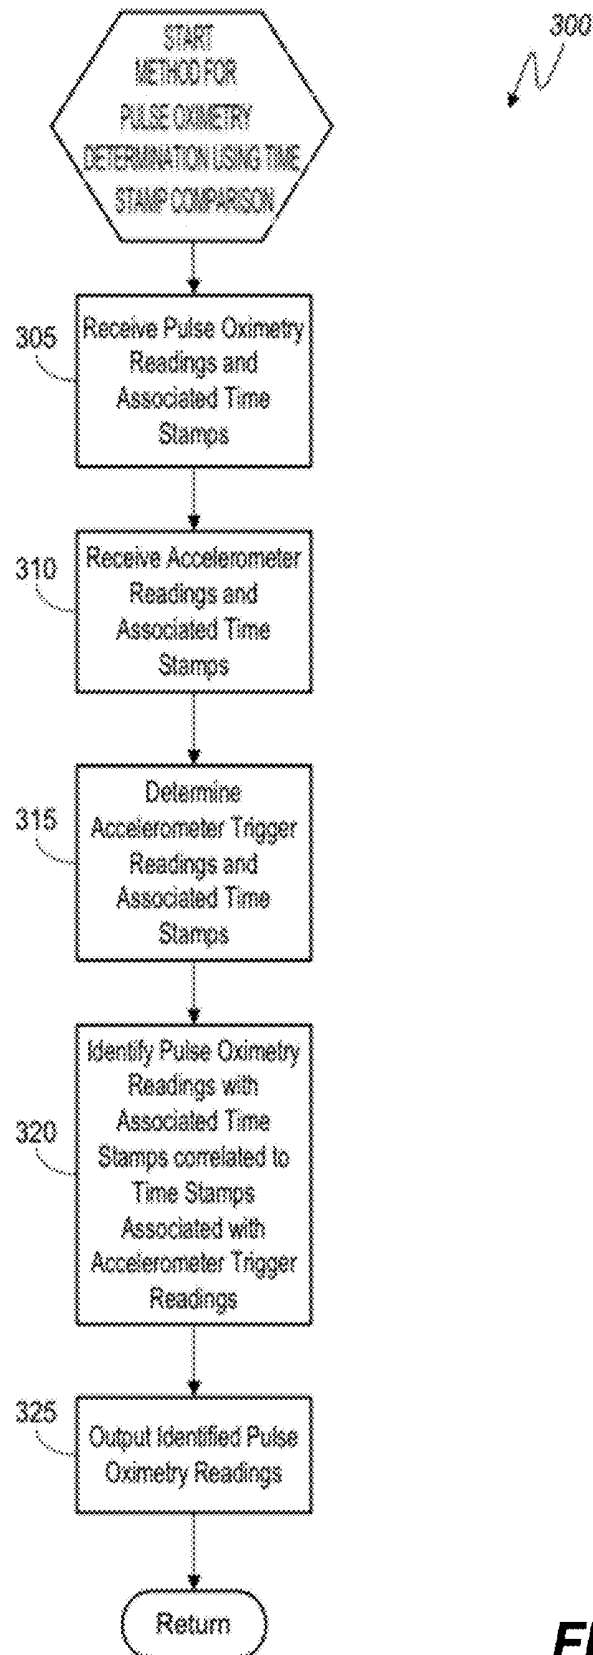 START
METHOD FOR
PULSE OXIMETRY
DETERMINATION USING TIME
STAMP COMPARISON
300
305
Receive Pulse Oximetry
Readings and
Associated Time
Stamps
310
Receive Accelerometer
Readings and
Associated Time
Stamps
315
Determine
Accelerometer Trigger
Readings and
Associated Time
Stamps
320
Identify Pulse Oximetry
Readings with
Associated Time
Stamps correlated to
Time Stamps
Associated with
Accelerometer Trigger
Readings
325
Output Identified Pulse
Oximetry Readings
Return